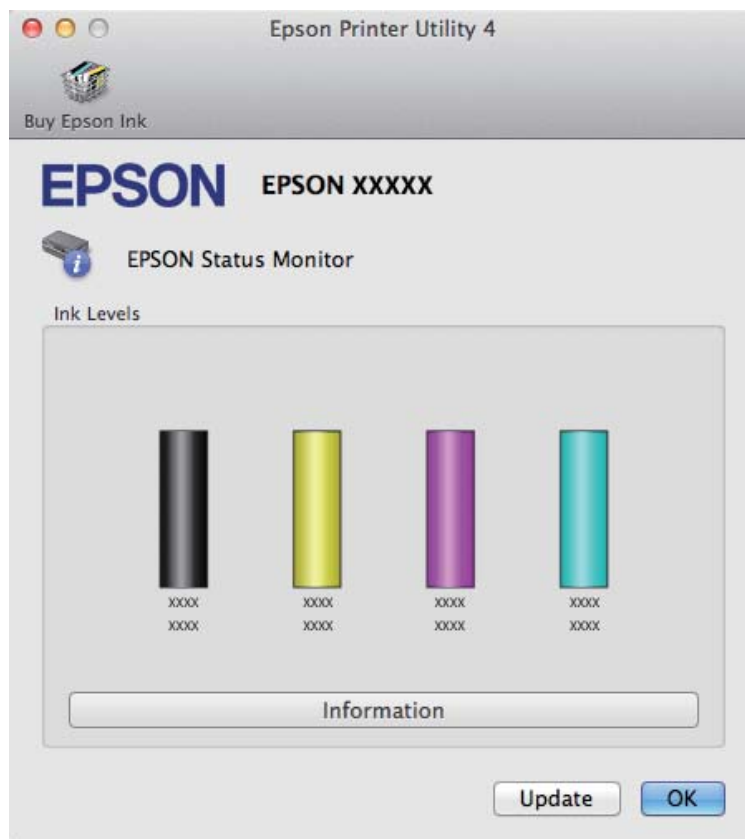 Epson Printer Utility 4
Buy Epson Ink
EPSON EPSON XXXXX
EPSON Status Monitor
Ink Levels
xxxx xxxx xxxx xxxx
xxxx xxxx xxxx xxxx
Information
Update OK